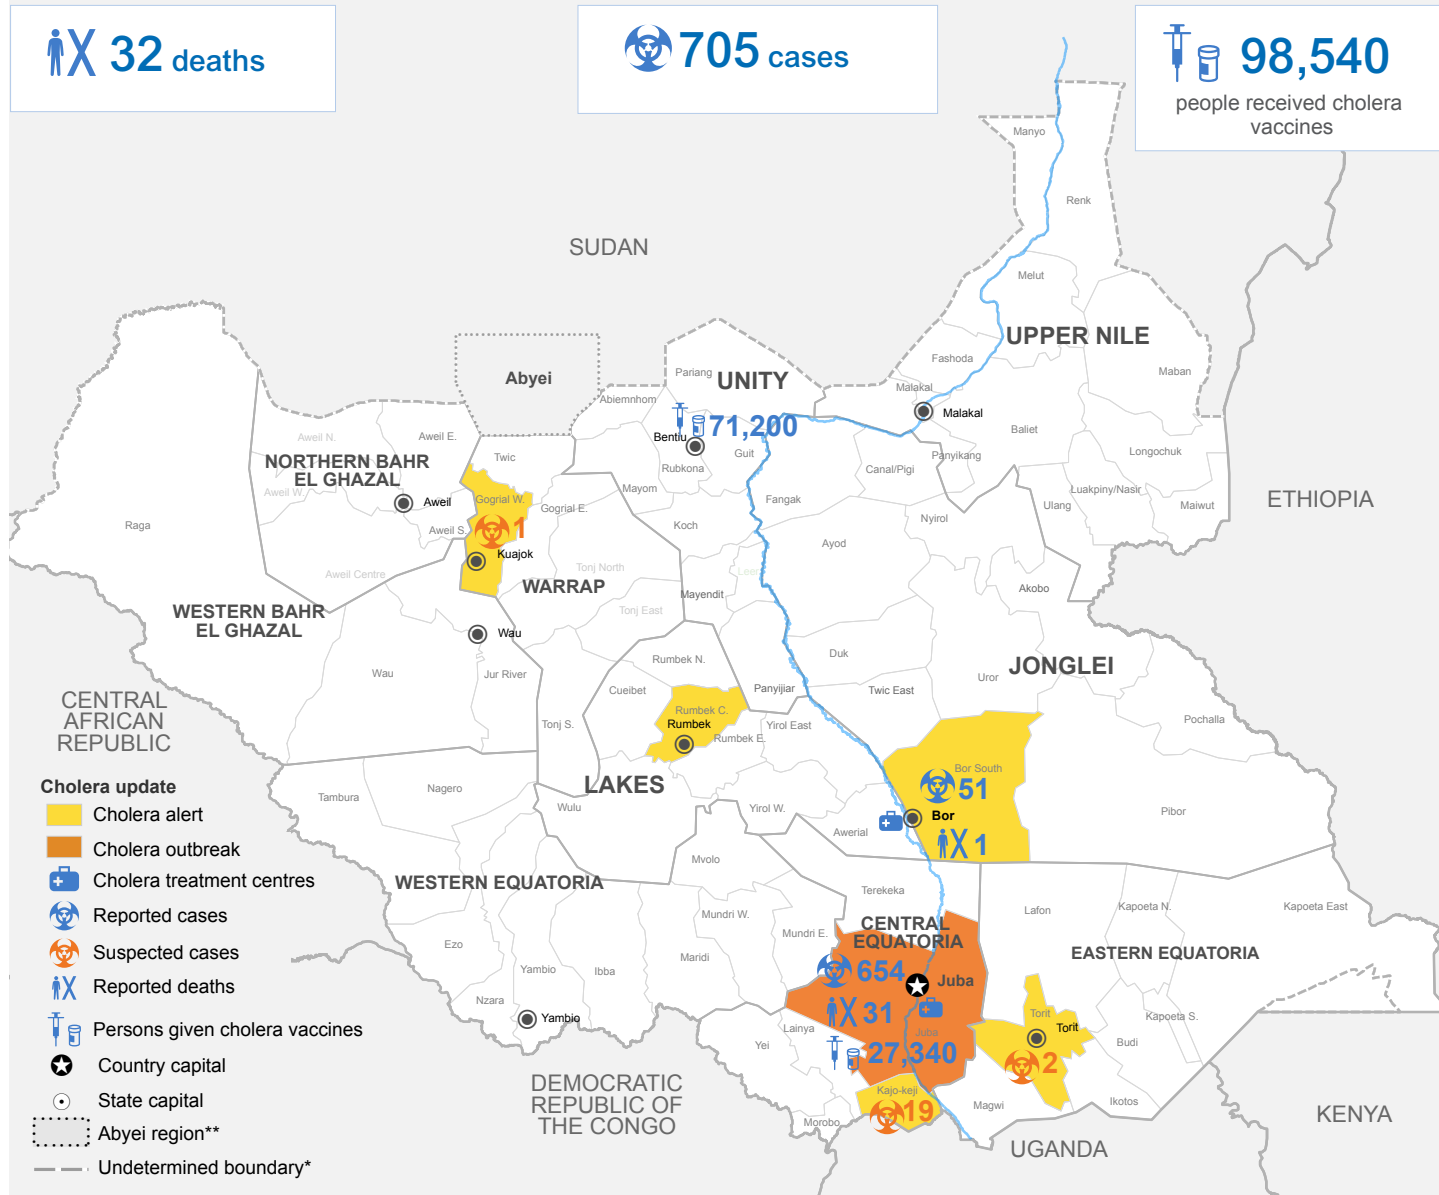 32 deaths
705 cases
98,540
people received cholera
vaccines
Manyo
Renk
SUDAN
Melut
UPPER NILE
Fashoda
Maban
Abyei
Pariang
UNITY
Malakal
Malakal
Abiemnhom
71,200
Bentiu
Guit
Rubkona
Baliet
Panyikang
Canal/Pigi
Longochuk
Aweil N.
Aweil E.
NORTHERN BAHR
EL GHAZAL
Aweil W.
Aweil
Twic
Gogrial W.
Gogrial E.
Mayom
Fangak
Luakpiny/Nasir
Ulang
Maiwut
ETHIOPIA
Raga
Aweil S.
1
Kuajok
Koch
Nyirol
Ayod
Aweil Centre
Tonj North
WARRAP
Leer
Mayendit
Akobo
WESTERN BAHR
EL GHAZAL
Tonj East
Wau
Wau
Jur River
Rumbek N.
Cueibet
Duk
Uror
JONGLEI
Panyijiar
Twic East
CENTRAL
AFRICAN
REPUBLIC
Tonj S.
Rumbek C.
Rumbek
Rumbek E.
Yirol East
Pochalla
Cholera update
Cholera alert
Cholera outbreak
Cholera treatment centres
Reported cases
Suspected cases
Reported deaths
Persons given cholera vaccines
Country capital
State capital
Abyei region**
Undetermined boundary*
Tambura
Nagero
LAKES
Wulu
Yirol W.
Awerial
Bor South
51
Bor
1
Pibor
Mvolo
WESTERN EQUATORIA
Terekeka
Mundri W.
Mundri E.
CENTRAL
EQUATORIA
Lafon
Kapoeta N.
Kapoeta East
EASTERN EQUATORIA
Ezo
Yambio
Ibba
Maridi
654
Juba
31
Nzara
Yambio
Lainya
Yei
Juba
27,340
Torit
Torit
Kapoeta S.
Budi
2
DEMOCRATIC
REPUBLIC OF
THE CONGO
Kajo-keji
19
Morobo
Magwi
Ikotos
UGANDA
KENYA